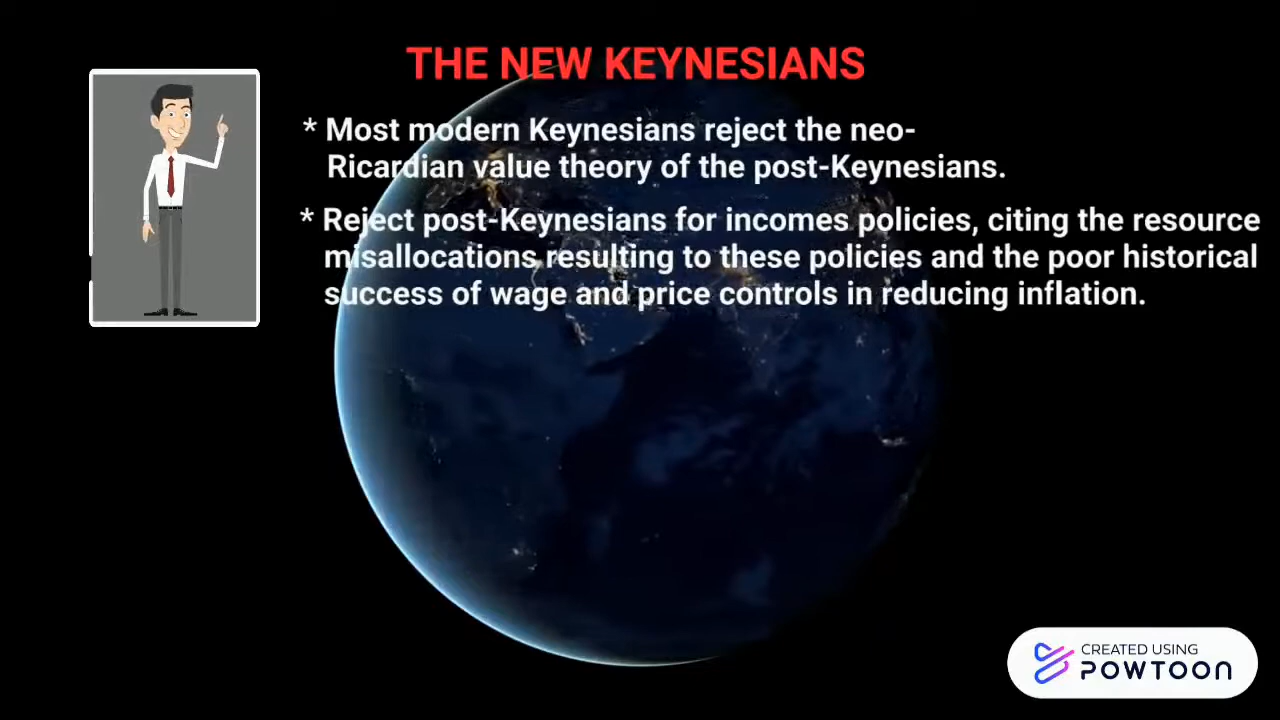 THE NEW KEYNESIANS
* Most modern Keynesians reject the neo-
Ricardian value theory of the post-Keynesians.
* Reject post-Keynesians for incomes policies, citing the resource
misallocations resulting to these policies and the poor historical
success of wage and price controls in reducing inflation.
CREATED USING
POWTOON